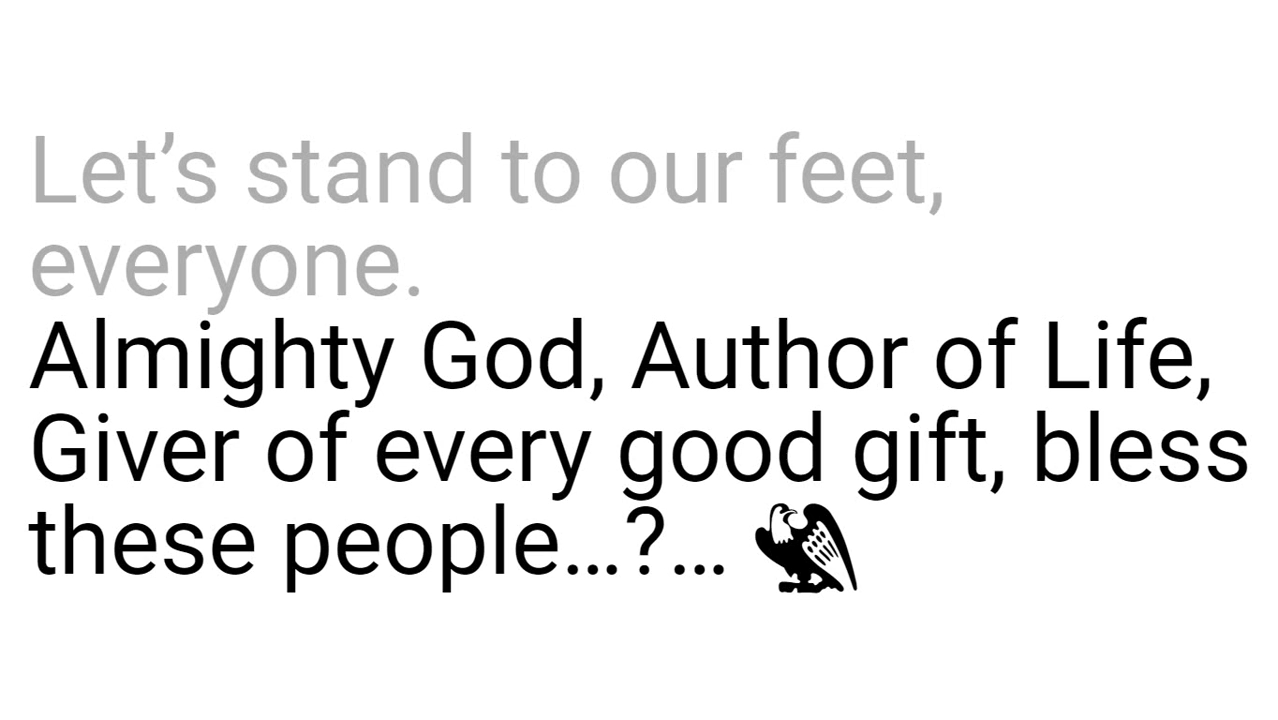 Let’s stand to our feet,
everyone.
Almighty God, Author of Life,
Giver of every good gift, bless
these people…?…